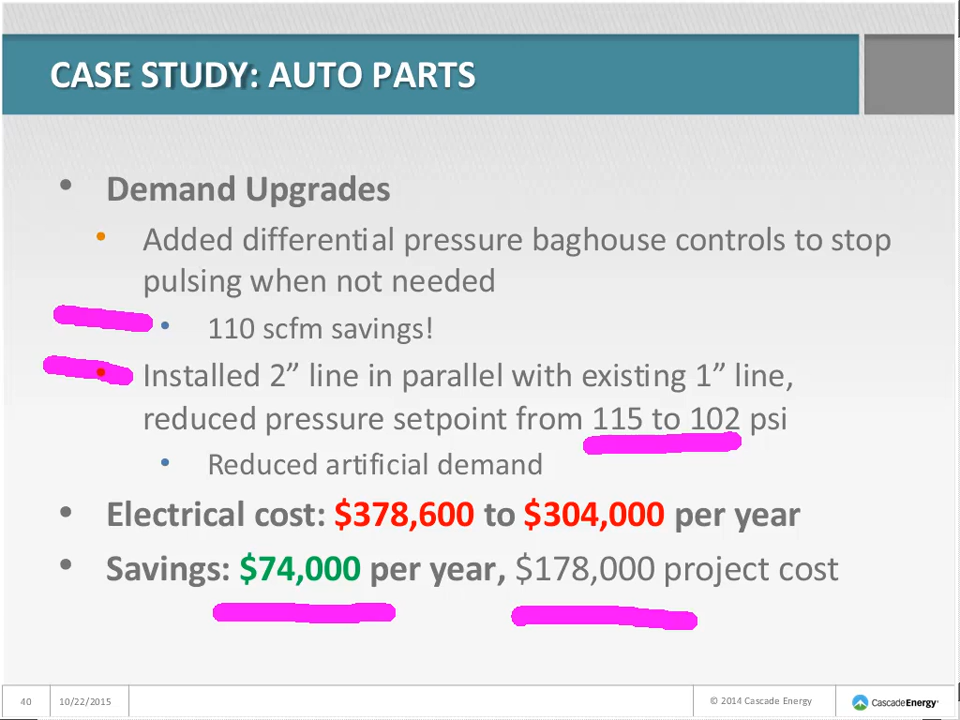 CASE STUDY: AUTO PARTS
• Demand Upgrades
• Added differential pressure baghouse controls to stop
pulsing when not needed
• 110 scfm savings!
• Installed 2” line in parallel with existing 1” line,
reduced pressure setpoint from 115 to 102 psi
• Reduced artificial demand
• Electrical cost: $378,600 to $304,000 per year
• Savings: $74,000 per year, $178,000 project cost
40 10/22/2015 © 2014 Cascade Energy CascadeEnergy